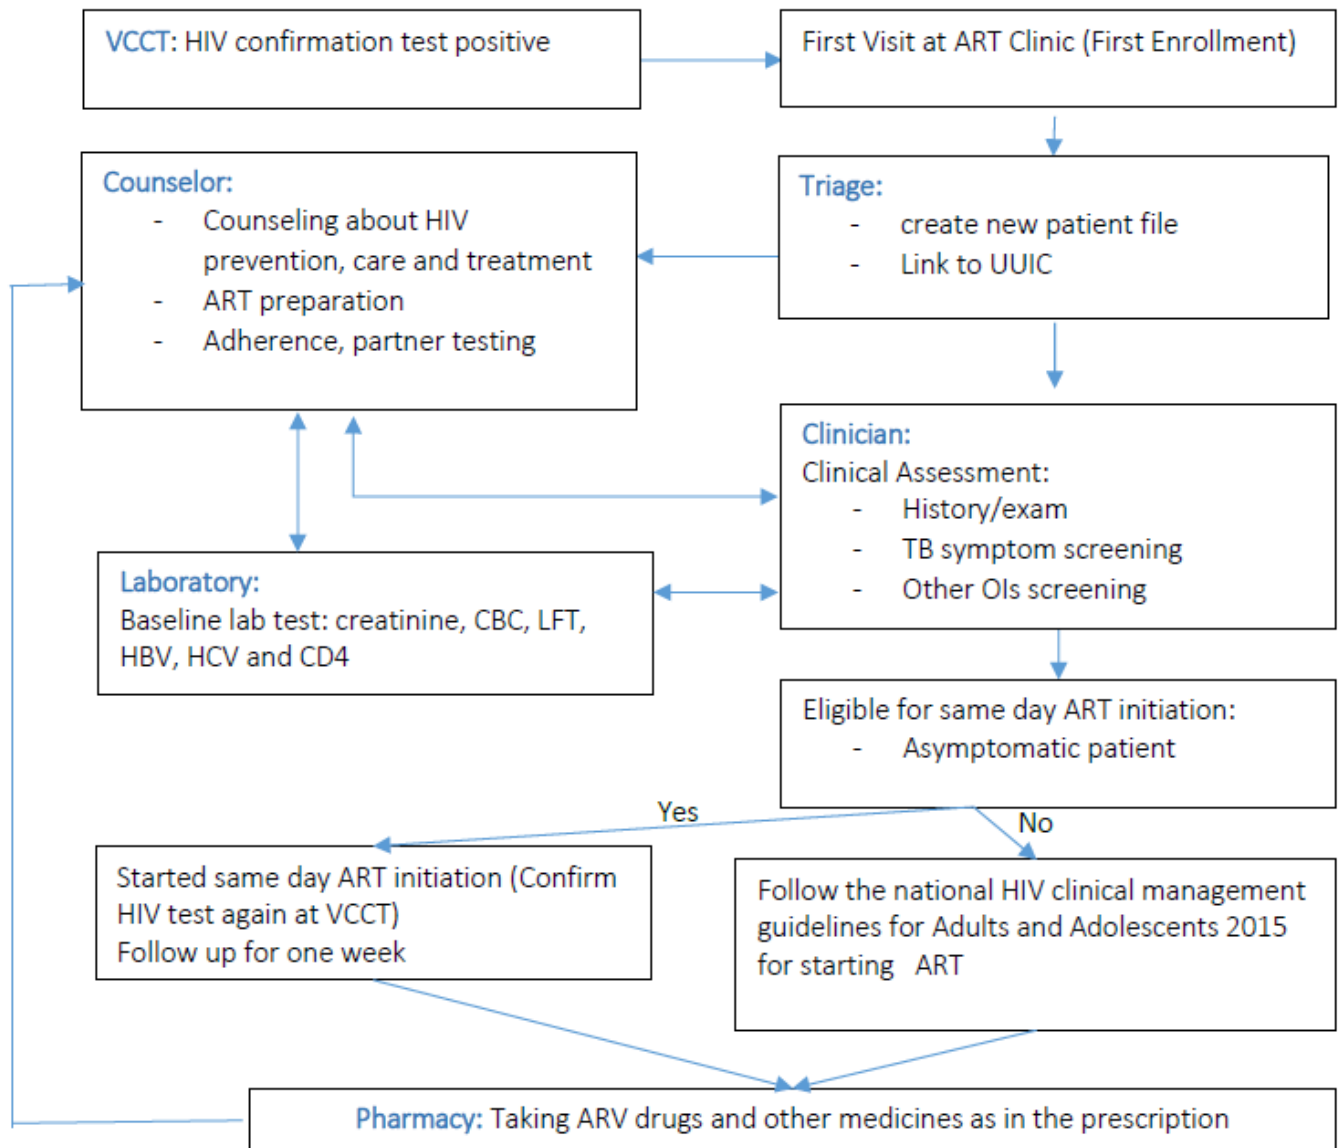 VCCT: HIV confirmation test positive
First Visit at ART Clinic (First Enrollment)
Counselor:
- Counseling about HIV
prevention, care and treatment
- ART preparation
- Adherence, partner testing
Triage:
- create new patient file
- Link to UUIC
Clinician:
Clinical Assessment:
- History/exam
- TB symptom screening
- Other OIs screening
Laboratory:
Baseline lab test: creatinine, CBC, LFT,
HBV, HCV and CD4
Eligible for same day ART initiation:
- Asymptomatic patient
Yes
No
Started same day ART initiation (Confirm
HIV test again at VCCT)
Follow up for one week
Follow the national HIV clinical management
guidelines for Adults and Adolescents 2015
for starting ART
Pharmacy: Taking ARV drugs and other medicines as in the prescription